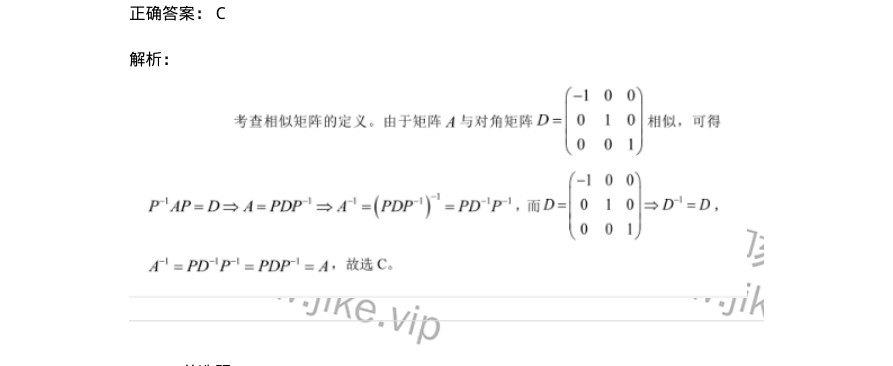 正确答案： C
解析：
考查相似矩阵的定义。由于矩阵 A 与对角矩阵 D = (−1 0 0; 0 1 0; 0 0 1) 相似，可得
P⁻¹AP = D ⇒ A = PDP⁻¹ ⇒ A⁻¹ = (PDP⁻¹)⁻¹ = PD⁻¹P⁻¹，而 D = (−1 0 0; 0 1 0; 0 0 1) ⇒ D⁻¹ = D，
A⁻¹ = PD⁻¹P⁻¹ = PDP⁻¹ = A，故选 C。
.jike.vip
.jik